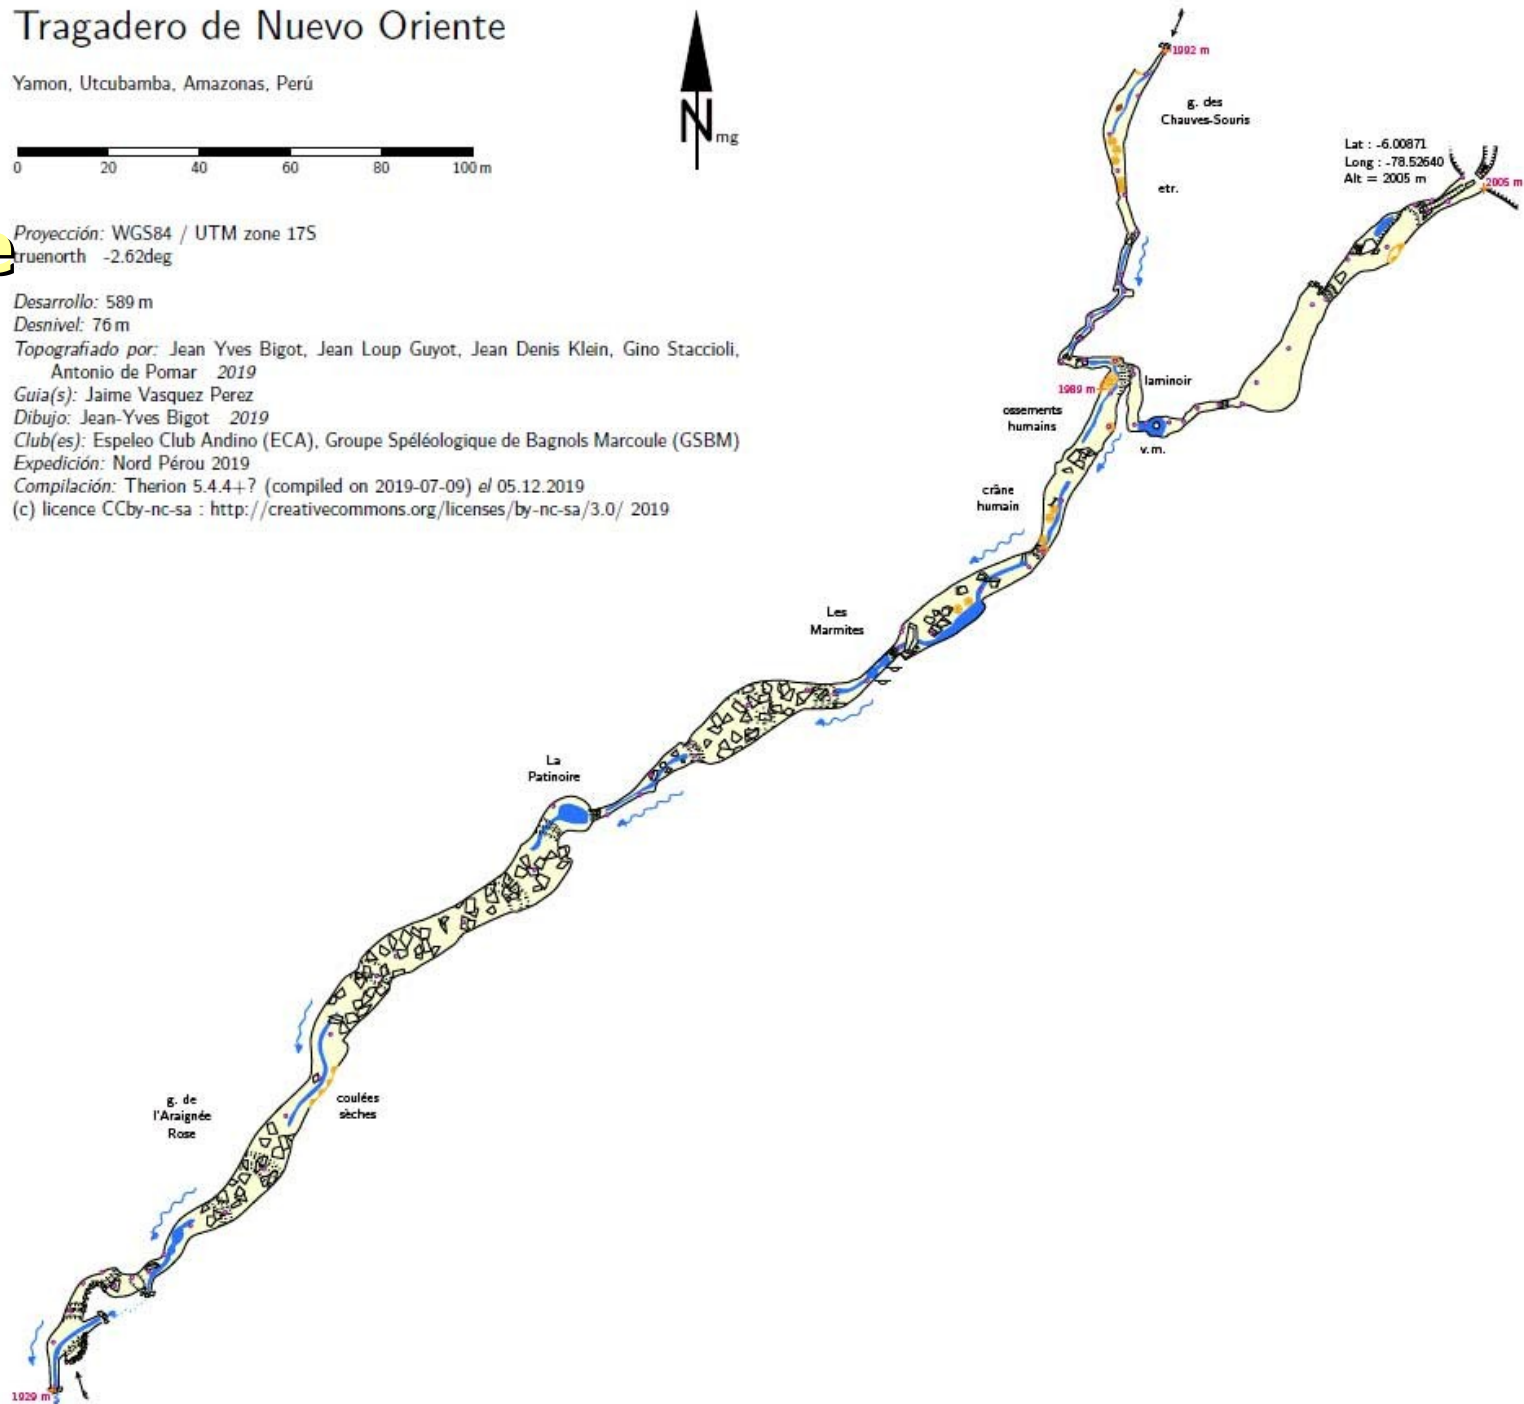 Tragadero de Nuevo Oriente
Yamon, Utcubamba, Amazonas, Perú
0 20 40 60 80 100 m
N mg
e
Proyección: WGS84 / UTM zone 17S
truenorth -2.62deg
Desarrollo: 589 m
Desnivel: 76 m
Topografiado por: Jean Yves Bigot, Jean Loup Guyot, Jean Denis Klein, Gino Staccioli,
Antonio de Pomar 2019
Guia(s): Jaime Vasquez Perez
Dibujo: Jean-Yves Bigot 2019
Club(es): Espeleo Club Andino (ECA), Groupe Spéléologique de Bagnols Marcoule (GSBM)
Expedición: Nord Pérou 2019
Compilación: Therion 5.4.4+? (compiled on 2019-07-09) el 05.12.2019
(c) licence CCby-nc-sa : http://creativecommons.org/licenses/by-nc-sa/3.0/ 2019
1992 m
g. des
Chauves-Souris
etr.
Lat : -6.00871
Long : -78.52640
Alt = 2005 m
2005 m
1989 m
laminoir
ossements
humains
v.m.
crâne
humain
Les
Marmites
La
Patinoire
g. de
l'Araignée
Rose
coulées
sèches
1929 m